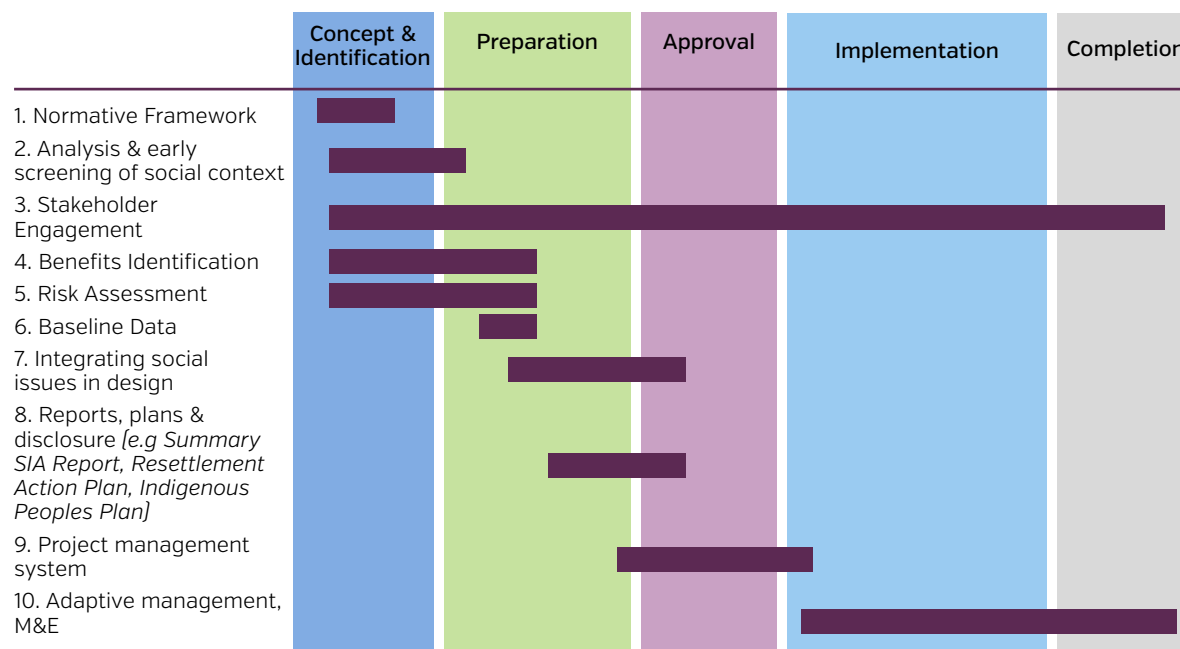 Concept &
Identification
Preparation
Approval
Implementation
Completion
1. Normative Framework
2. Analysis & early
screening of social context
3. Stakeholder
Engagement
4. Benefits Identification
5. Risk Assessment
6. Baseline Data
7. Integrating social
issues in design
8. Reports, plans &
disclosure [e.g Summary
SIA Report, Resettlement
Action Plan, Indigenous
Peoples Plan]
9. Project management
system
10. Adaptive management,
M&E